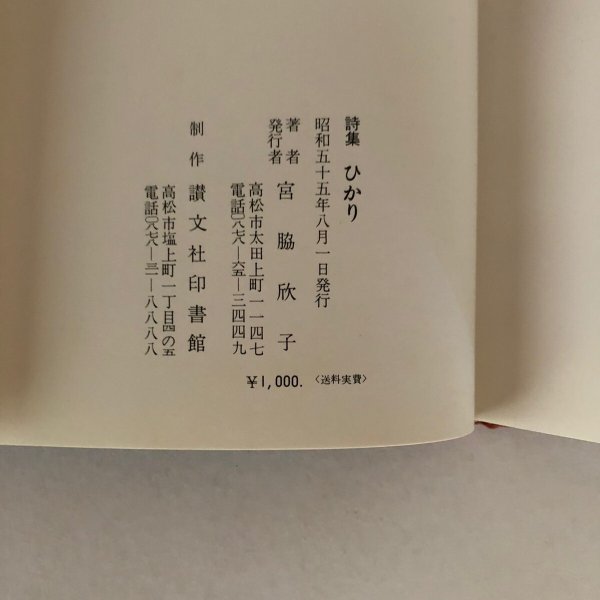 詩集 ひかり
昭和五十五年八月一日発行
著者
発行者
宮脇欣子
高松市太田上町一一四七
電話〇八七八―六五―三四四九
制作 讃文社印書館
高松市塩上町一丁目四の五
電話〇八七八―三一―八八八八
¥1,000. 〈送料実費〉